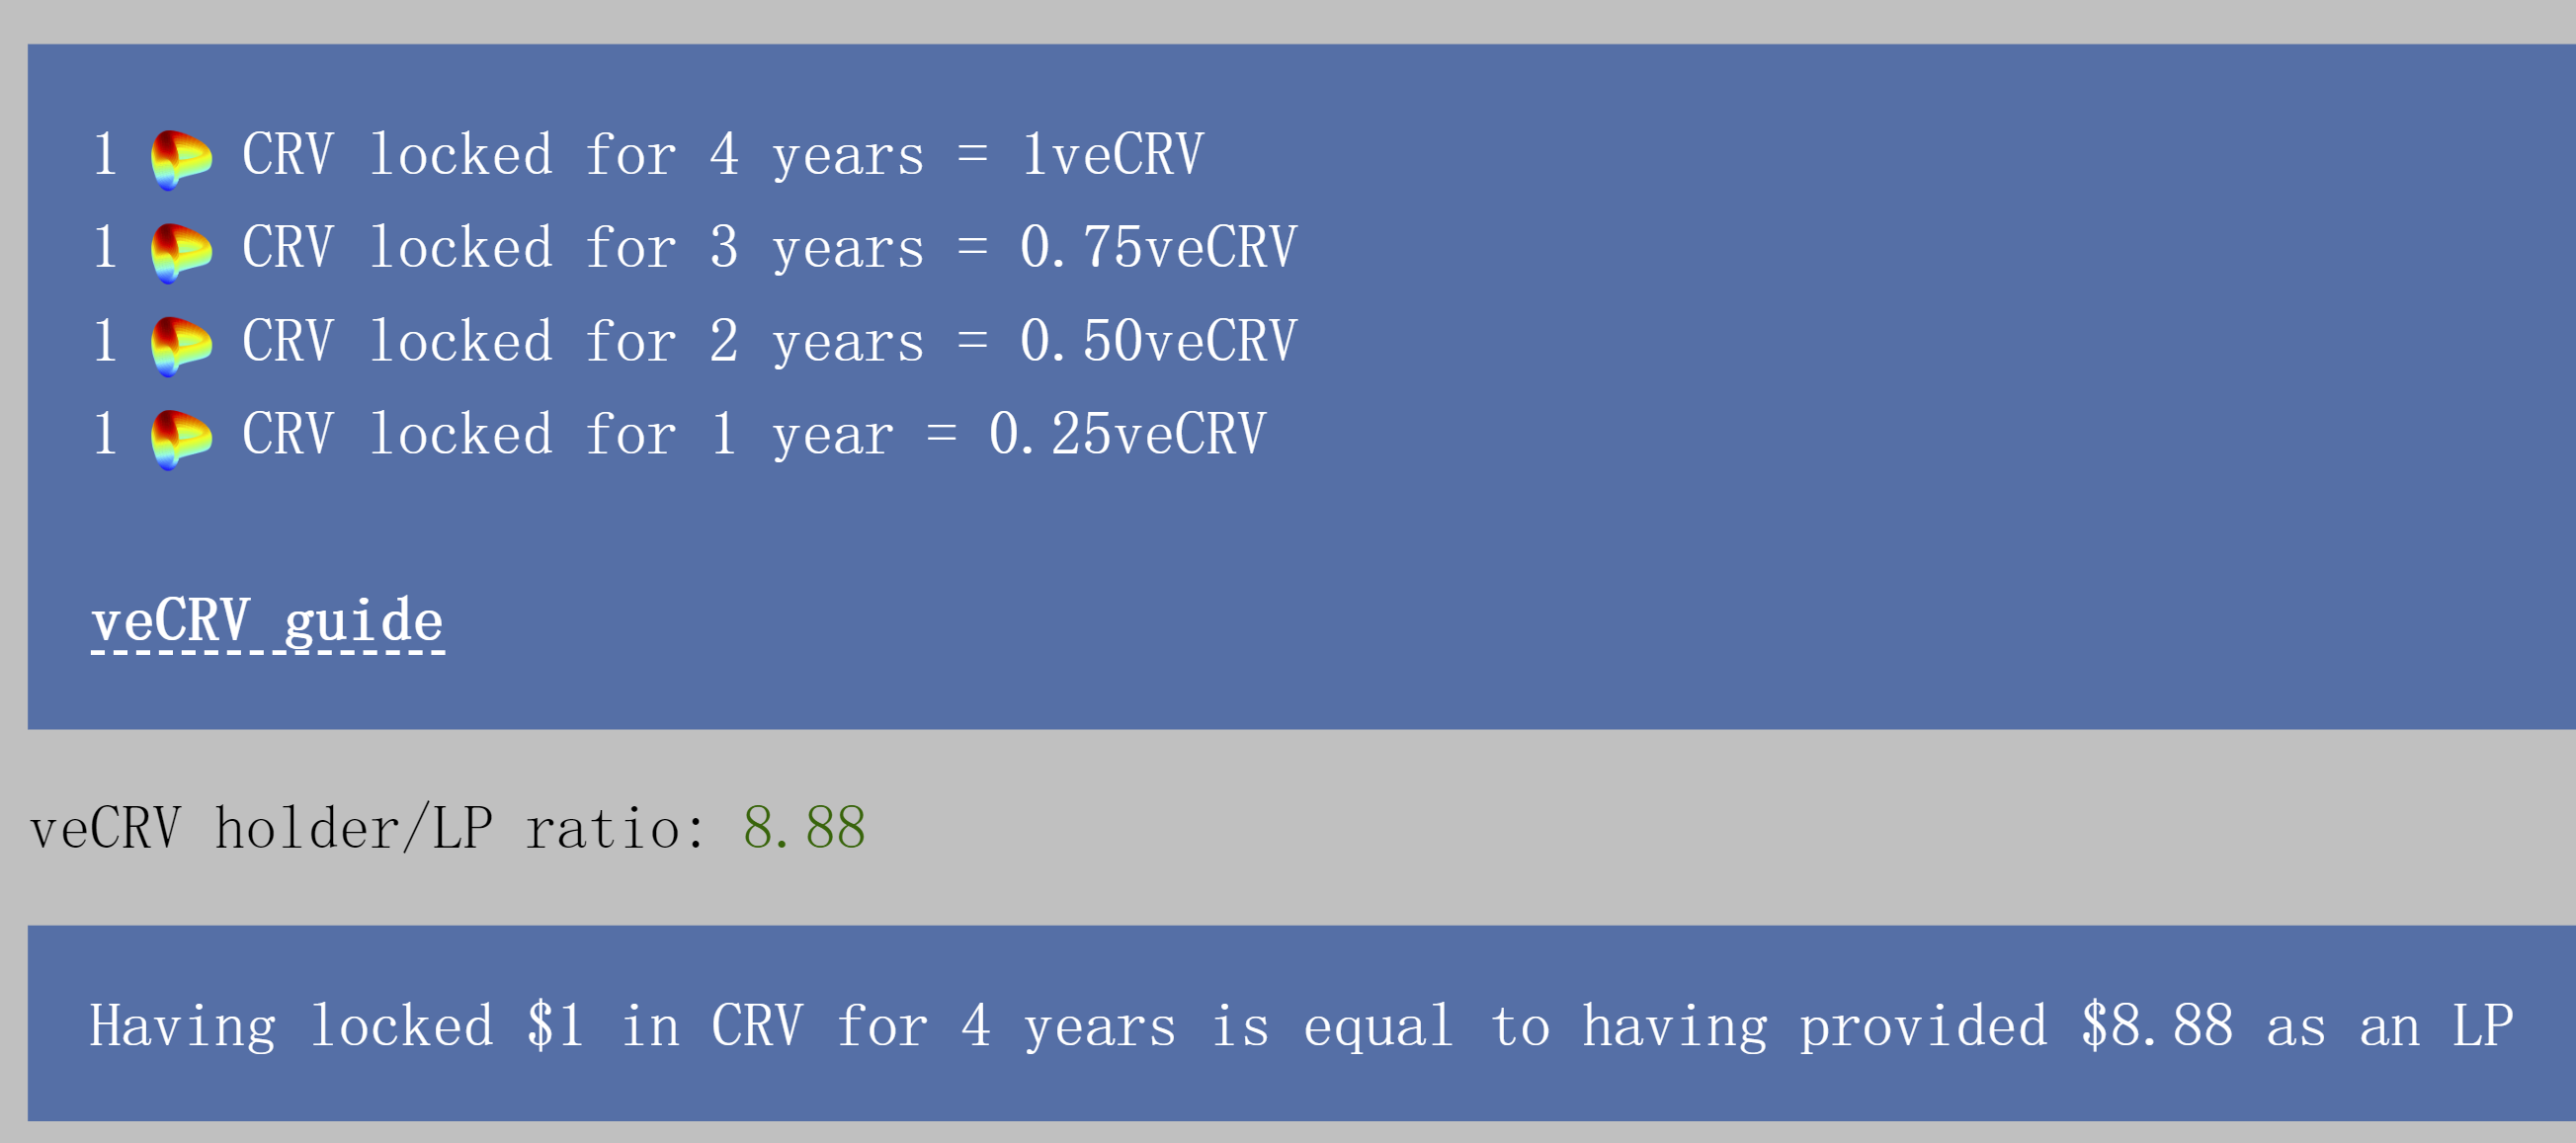 1 CRV locked for 4 years = 1veCRV
1 CRV locked for 3 years = 0.75veCRV
1 CRV locked for 2 years = 0.50veCRV
1 CRV locked for 1 year = 0.25veCRV
veCRV guide
veCRV holder/LP ratio: 8.88
Having locked $1 in CRV for 4 years is equal to having provided $8.88 as an LP